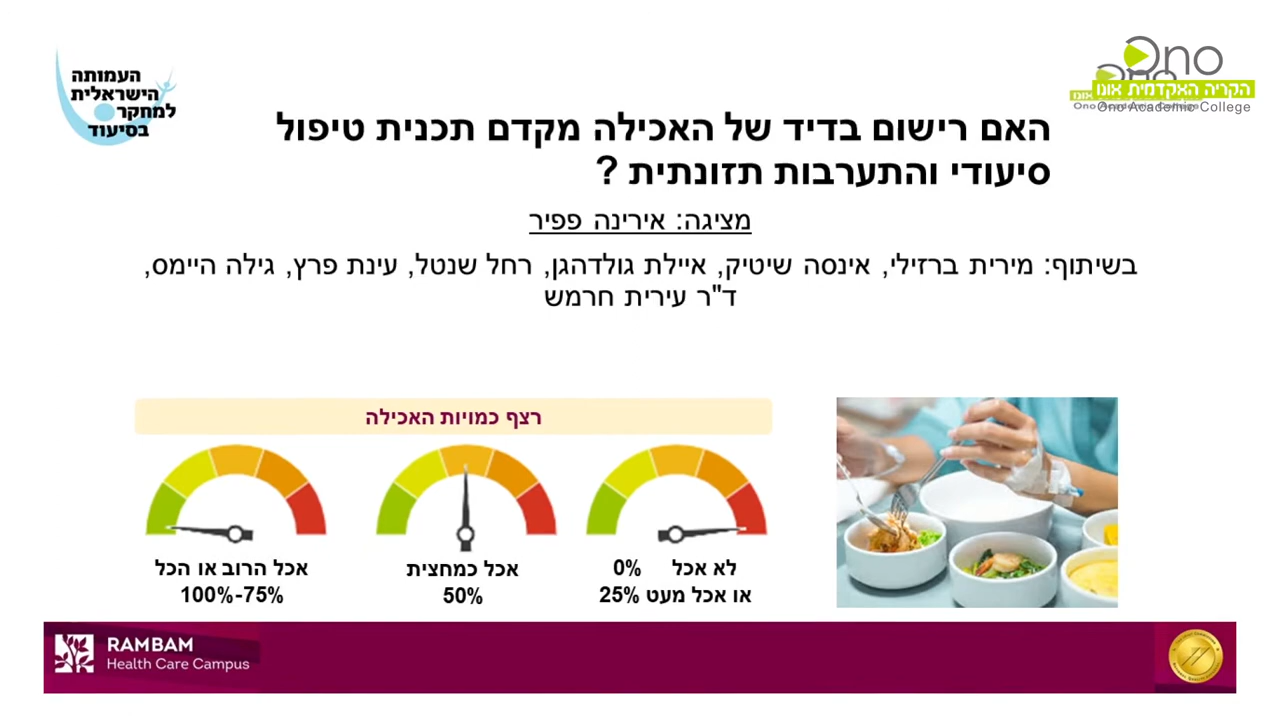 העמותה
הישראלית
למחקר
בסיעוד
Ono
הקריה האקדמית אונו
Ono Academic College
האם רישום בדיד של האכילה מקדם תכנית טיפול
סיעודי והתערבות תזונתית ?
מציגה: אירינה פפיר
בשיתוף: מירית ברזילי, אינסה שיטיק, איילת גולדהגן, רחל שנטל, עינת פרץ, גילה היימס,
ד"ר עירית חרמש
רצף כמויות האכילה
לא אכל 0%
או אכל מעט 25%
אכל כמחצית
50%
אכל הרוב או הכל
100%-75%
RAMBAM
Health Care Campus